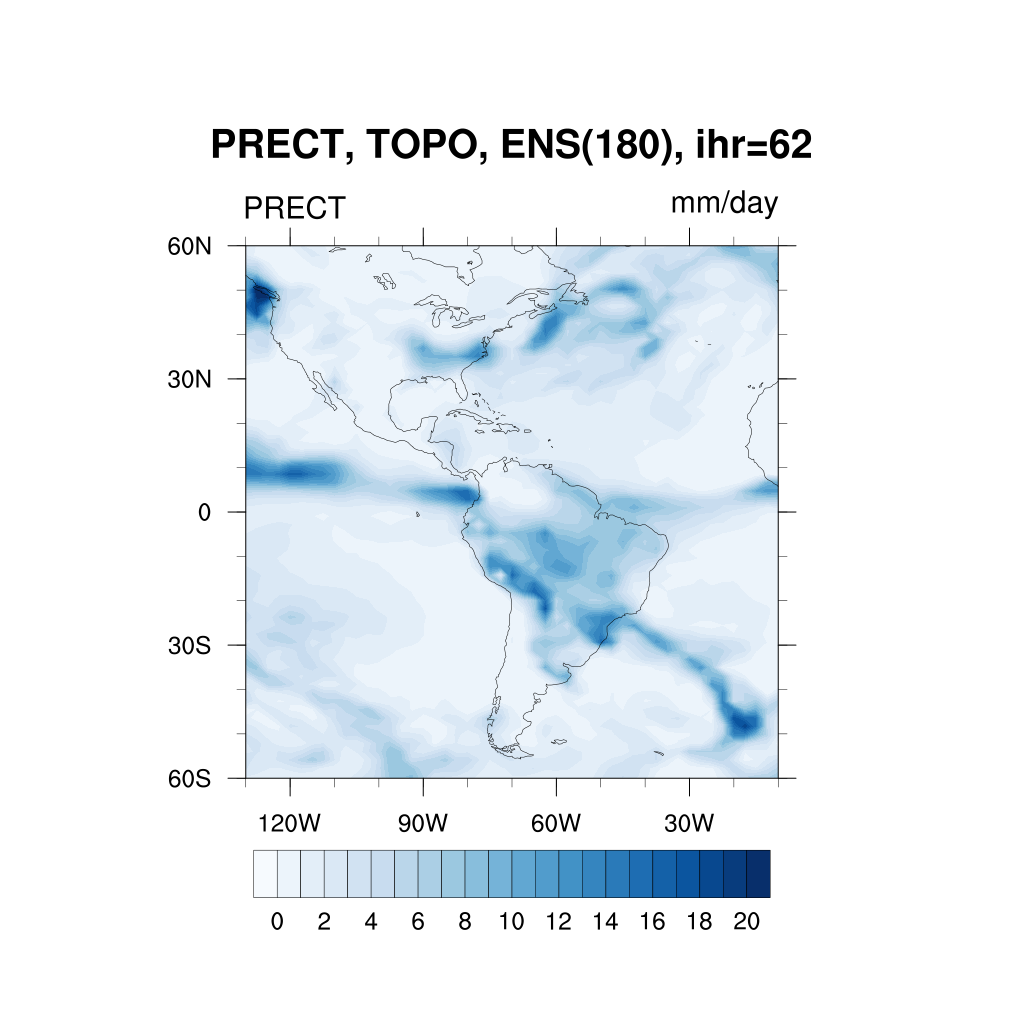 PRECT, TOPO, ENS(180), ihr=62
PRECT mm/day
60N
30N
0
30S
60S
120W 90W 60W 30W
0 2 4 6 8 10 12 14 16 18 20